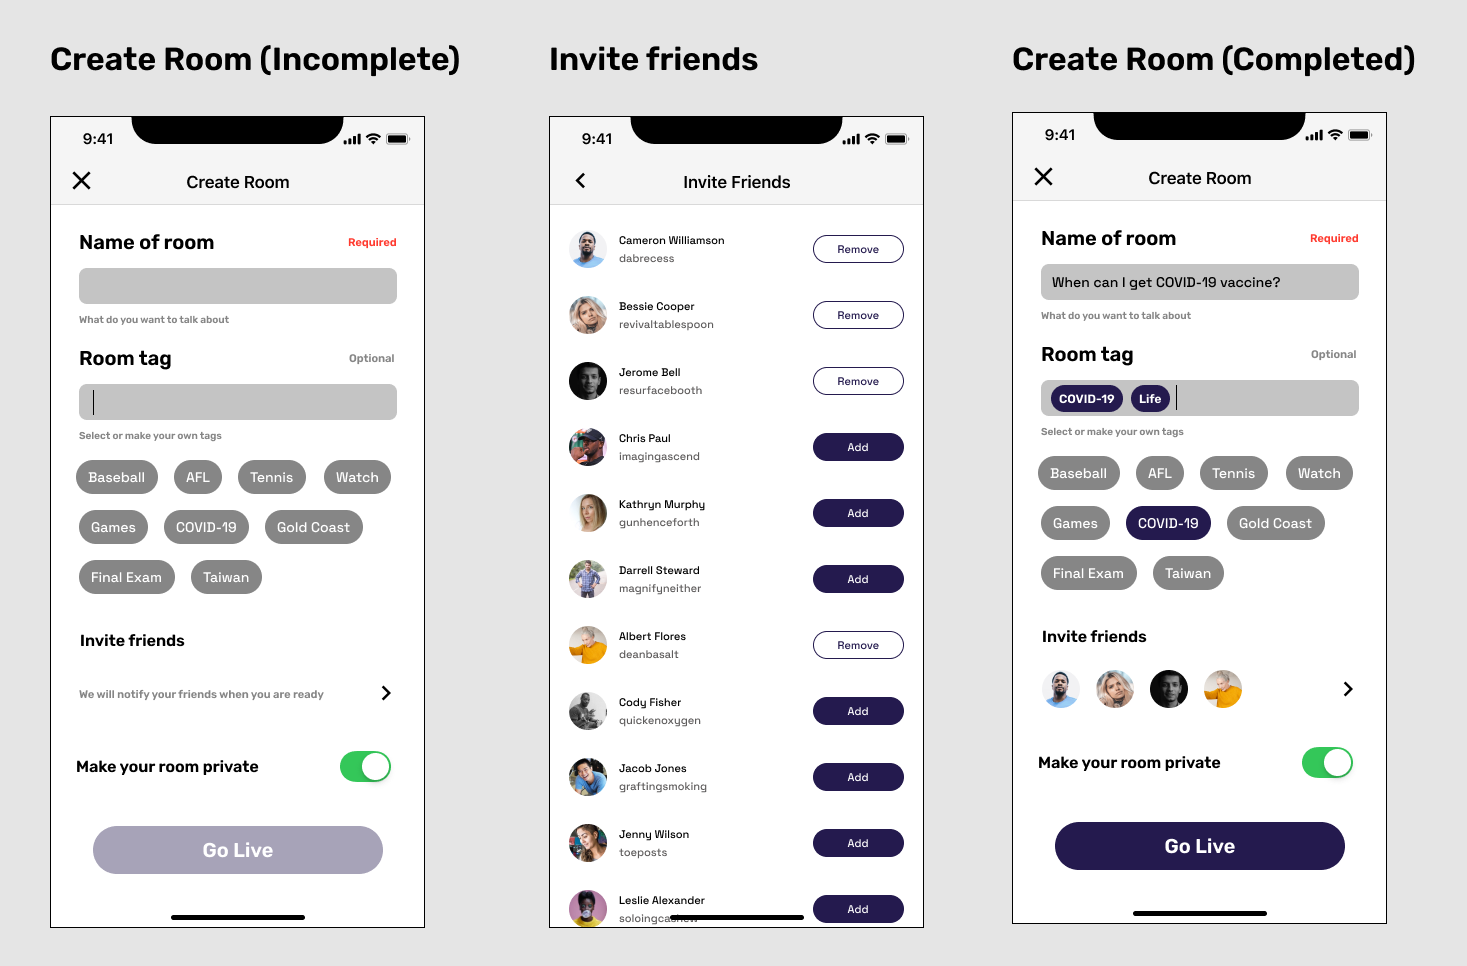 Create Room (Incomplete)
9:41
Create Room
Name of room
Required
What do you want to talk about
Room tag
Optional
Select or make your own tags
Baseball
AFL
Tennis
Watch
Games
COVID-19
Gold Coast
Final Exam
Taiwan
Invite friends
We will notify your friends when you are ready
Make your room private
Go Live
Invite friends
9:41
Invite Friends
Cameron Williamson
dabrecess
Remove
Bessie Cooper
revivaltablespoon
Remove
Jerome Bell
resurfacebooth
Remove
Chris Paul
imagingascend
Add
Kathryn Murphy
gunhenceforth
Add
Darrell Steward
magnifyneither
Add
Albert Flores
deanbasalt
Remove
Cody Fisher
quickenoxygen
Add
Jacob Jones
graftingsmoking
Add
Jenny Wilson
toeposts
Add
Leslie Alexander
soloingcashew
Add
Create Room (Completed)
9:41
Create Room
Name of room
Required
When can I get COVID-19 vaccine?
What do you want to talk about
Room tag
Optional
COVID-19
Life
Select or make your own tags
Baseball
AFL
Tennis
Watch
Games
COVID-19
Gold Coast
Final Exam
Taiwan
Invite friends
Make your room private
Go Live